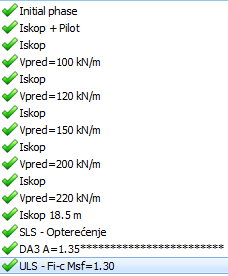 Initial phase
Iskop + Pilot
Iskop
Vpred=100 kN/m
Iskop
Vpred=120 kN/m
Iskop
Vpred=150 kN/m
Iskop
Vpred=200 kN/m
Iskop
Vpred=220 kN/m
Iskop 18.5 m
SLS - Opterećenje
DA3 A=1.35************************
ULS - Fi-c Msf=1.30